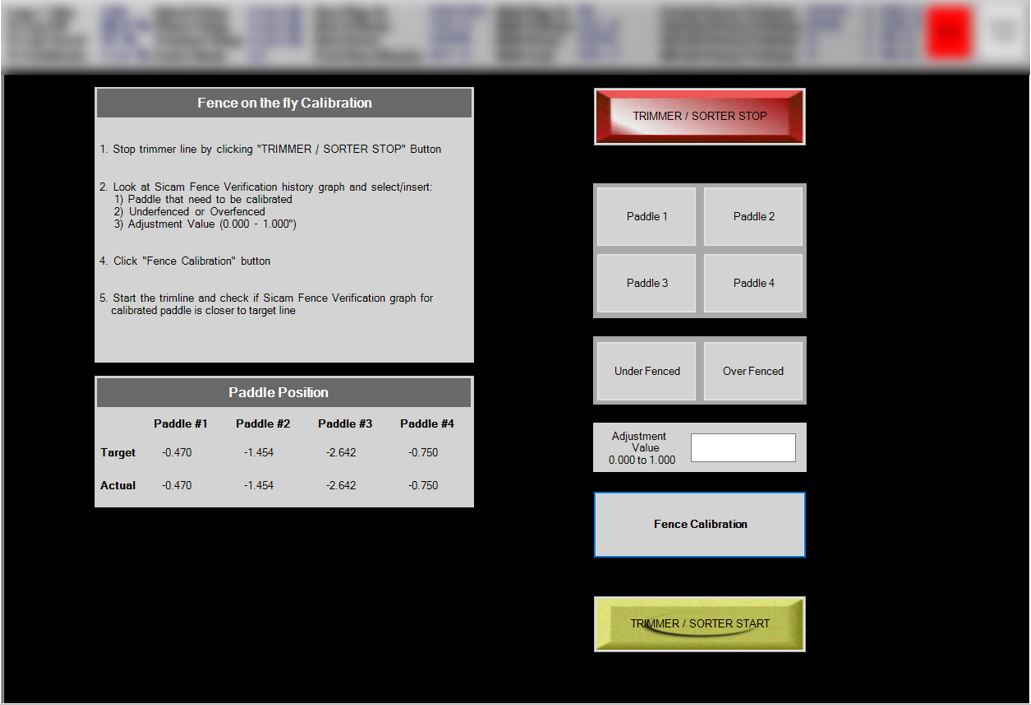 Fence on the fly Calibration
1. Stop trimmer line by clicking "TRIMMER / SORTER STOP" Button
2. Look at Sicam Fence Verification history graph and select/insert:
1) Paddle that need to be calibrated
2) Underfenced or Overfenced
3) Adjustment Value (0.000 - 1.000")
4. Click "Fence Calibration" button
5. Start the trimline and check if Sicam Fence Verification graph for
calibrated paddle is closer to target line
Paddle Position
Paddle #1 Paddle #2 Paddle #3 Paddle #4
Target -0.470 -1.454 -2.642 -0.750
Actual -0.470 -1.454 -2.642 -0.750
TRIMMER / SORTER STOP
Paddle 1 Paddle 2
Paddle 3 Paddle 4
Under Fenced Over Fenced
Adjustment
Value
0.000 to 1.000
Fence Calibration
TRIMMER / SORTER START